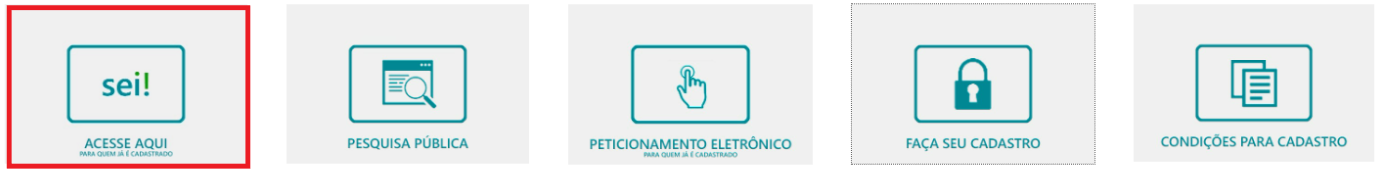 sei!
ACESSE AQUI
PARA QUEM JÁ É CADASTRADO
PESQUISA PÚBLICA
PETICIONAMENTO ELETRÔNICO
PARA QUEM JÁ É CADASTRADO
FAÇA SEU CADASTRO
CONDIÇÕES PARA CADASTRO